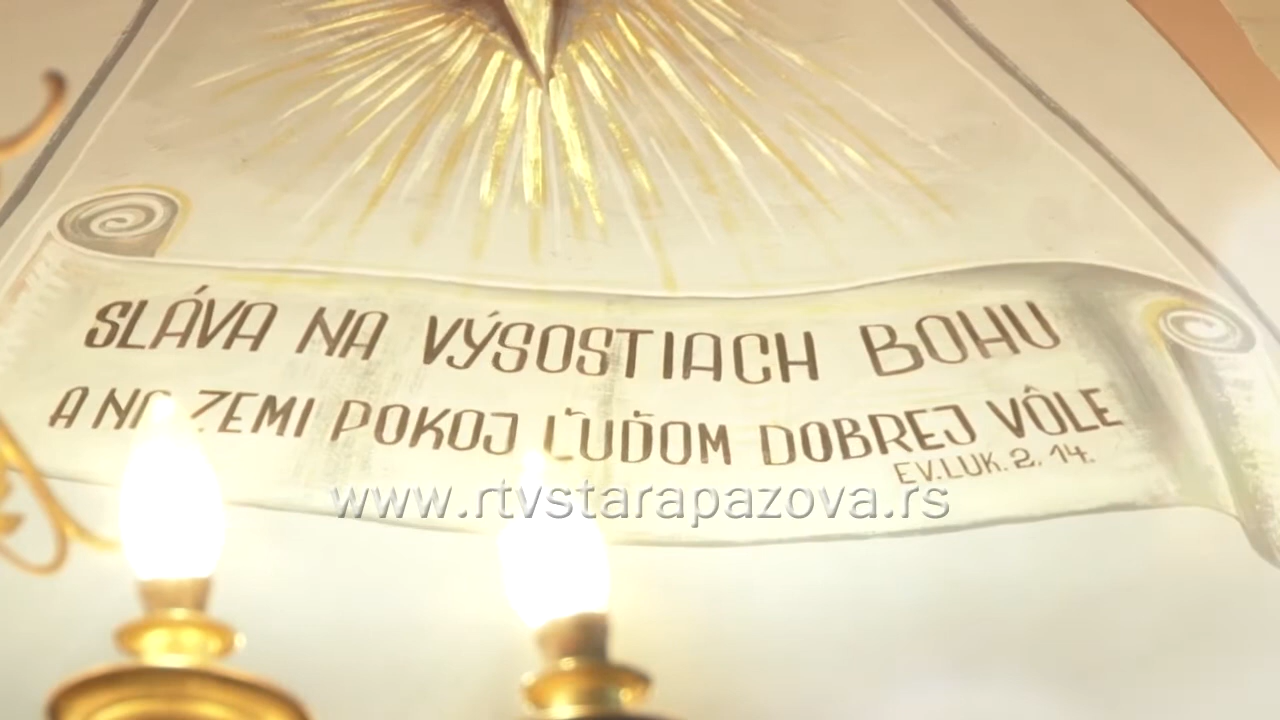 SLÁVA NA VÝSOSTIACH BOHU
A NA ZEMI POKOJ ĽUĎOM DOBREJ VÔLE
EV. LUK. 2. 14.
www.rtvstarapazova.rs